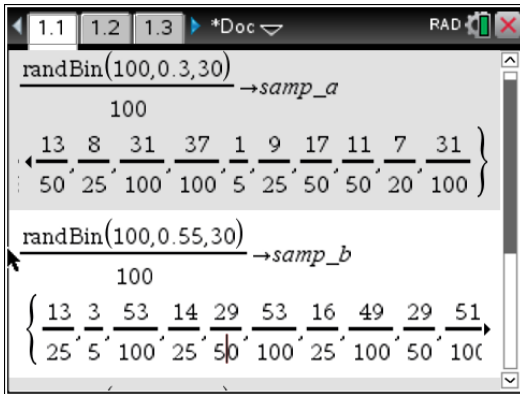 1.1 1.2 1.3 *Doc RAD
randBin(100,0.3,30)
100
→samp_a
13/50, 8/25, 31/100, 37/100, 1/5, 9/25, 17/50, 11/50, 7/20, 31/100 }
randBin(100,0.55,30)
100
→samp_b
{ 13/25, 3/5, 53/100, 14/25, 29/50, 53/100, 16/25, 49/100, 29/50, 51/100